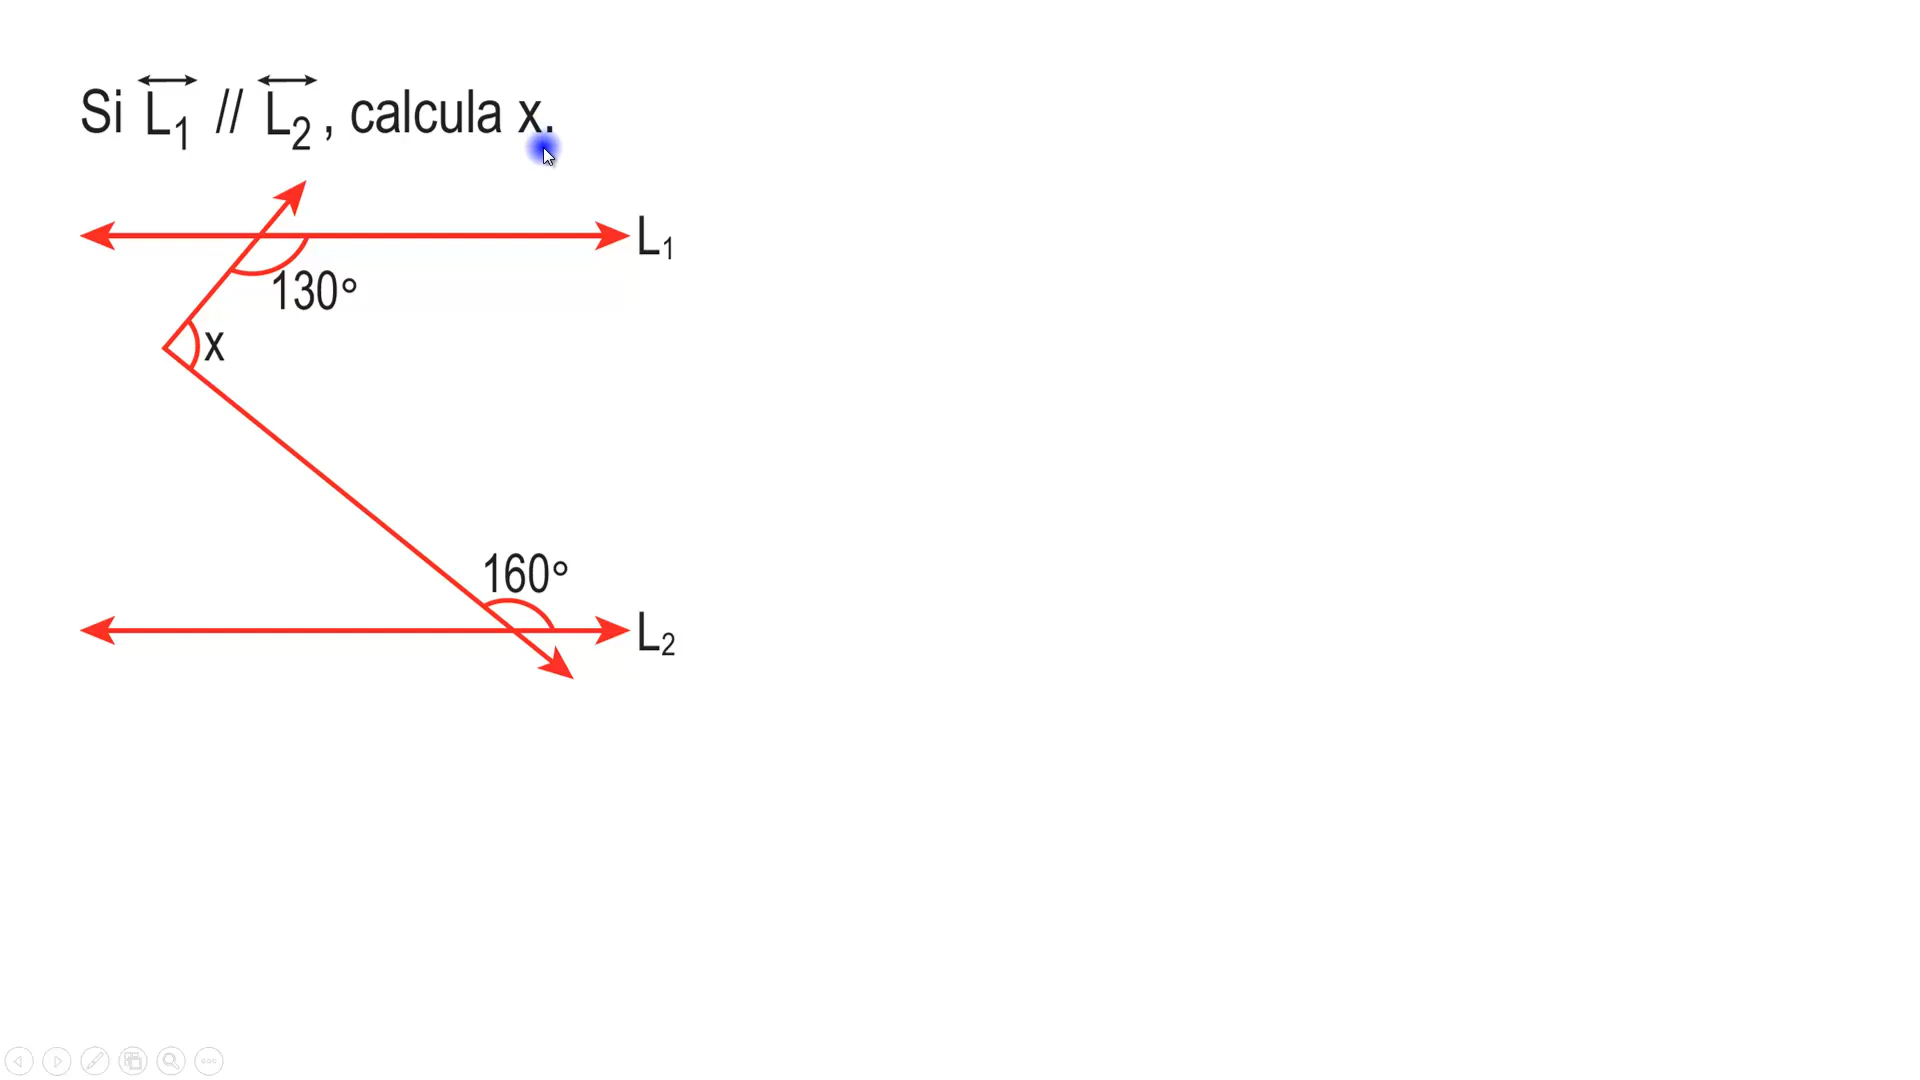 Si L₁ // L₂ , calcula x.
L₁
130°
x
160°
L₂